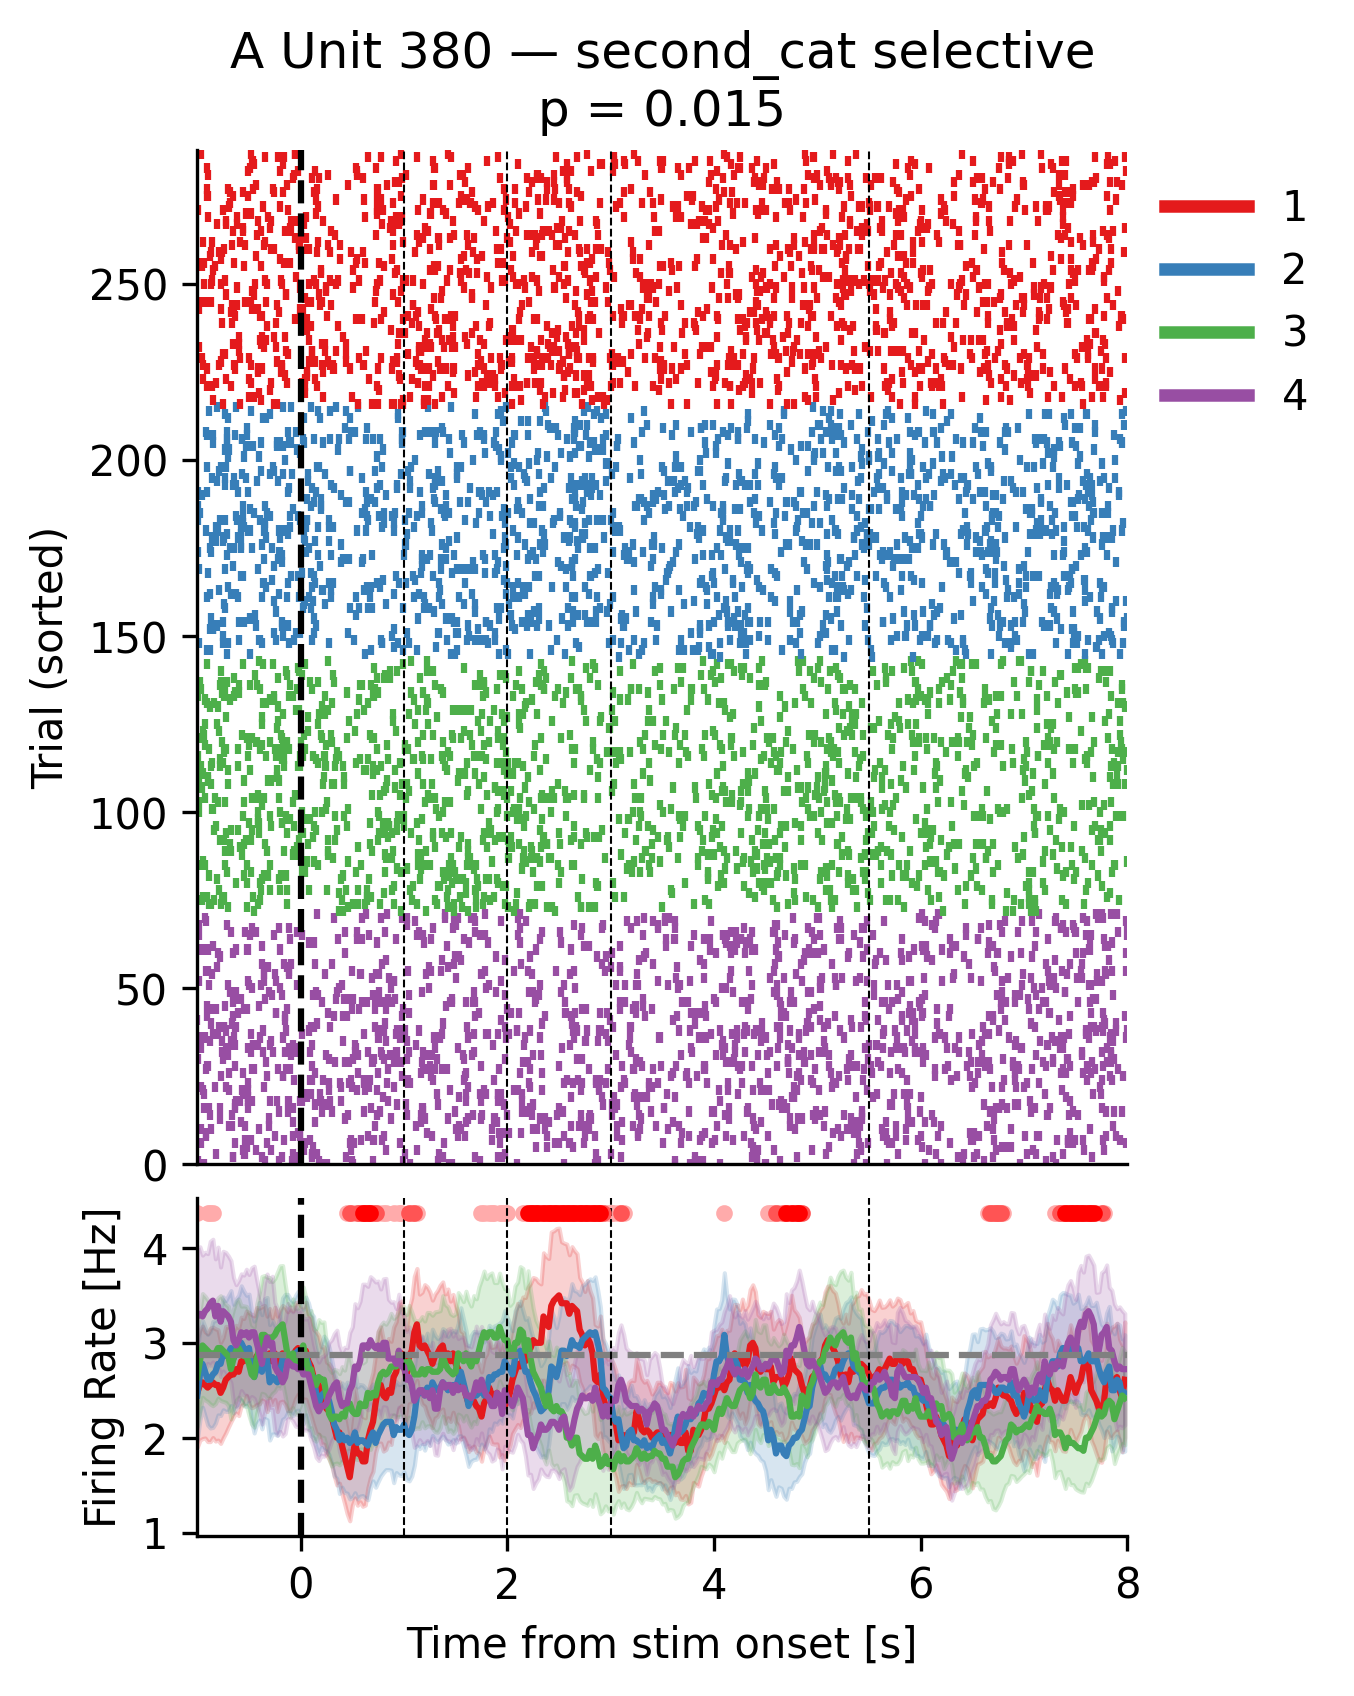 A Unit 380 — second_cat selective
p = 0.015
1
2
3
4
250
200
150
100
50
0
Trial (sorted)
4
3
2
1
Firing Rate [Hz]
0 2 4 6 8
Time from stim onset [s]